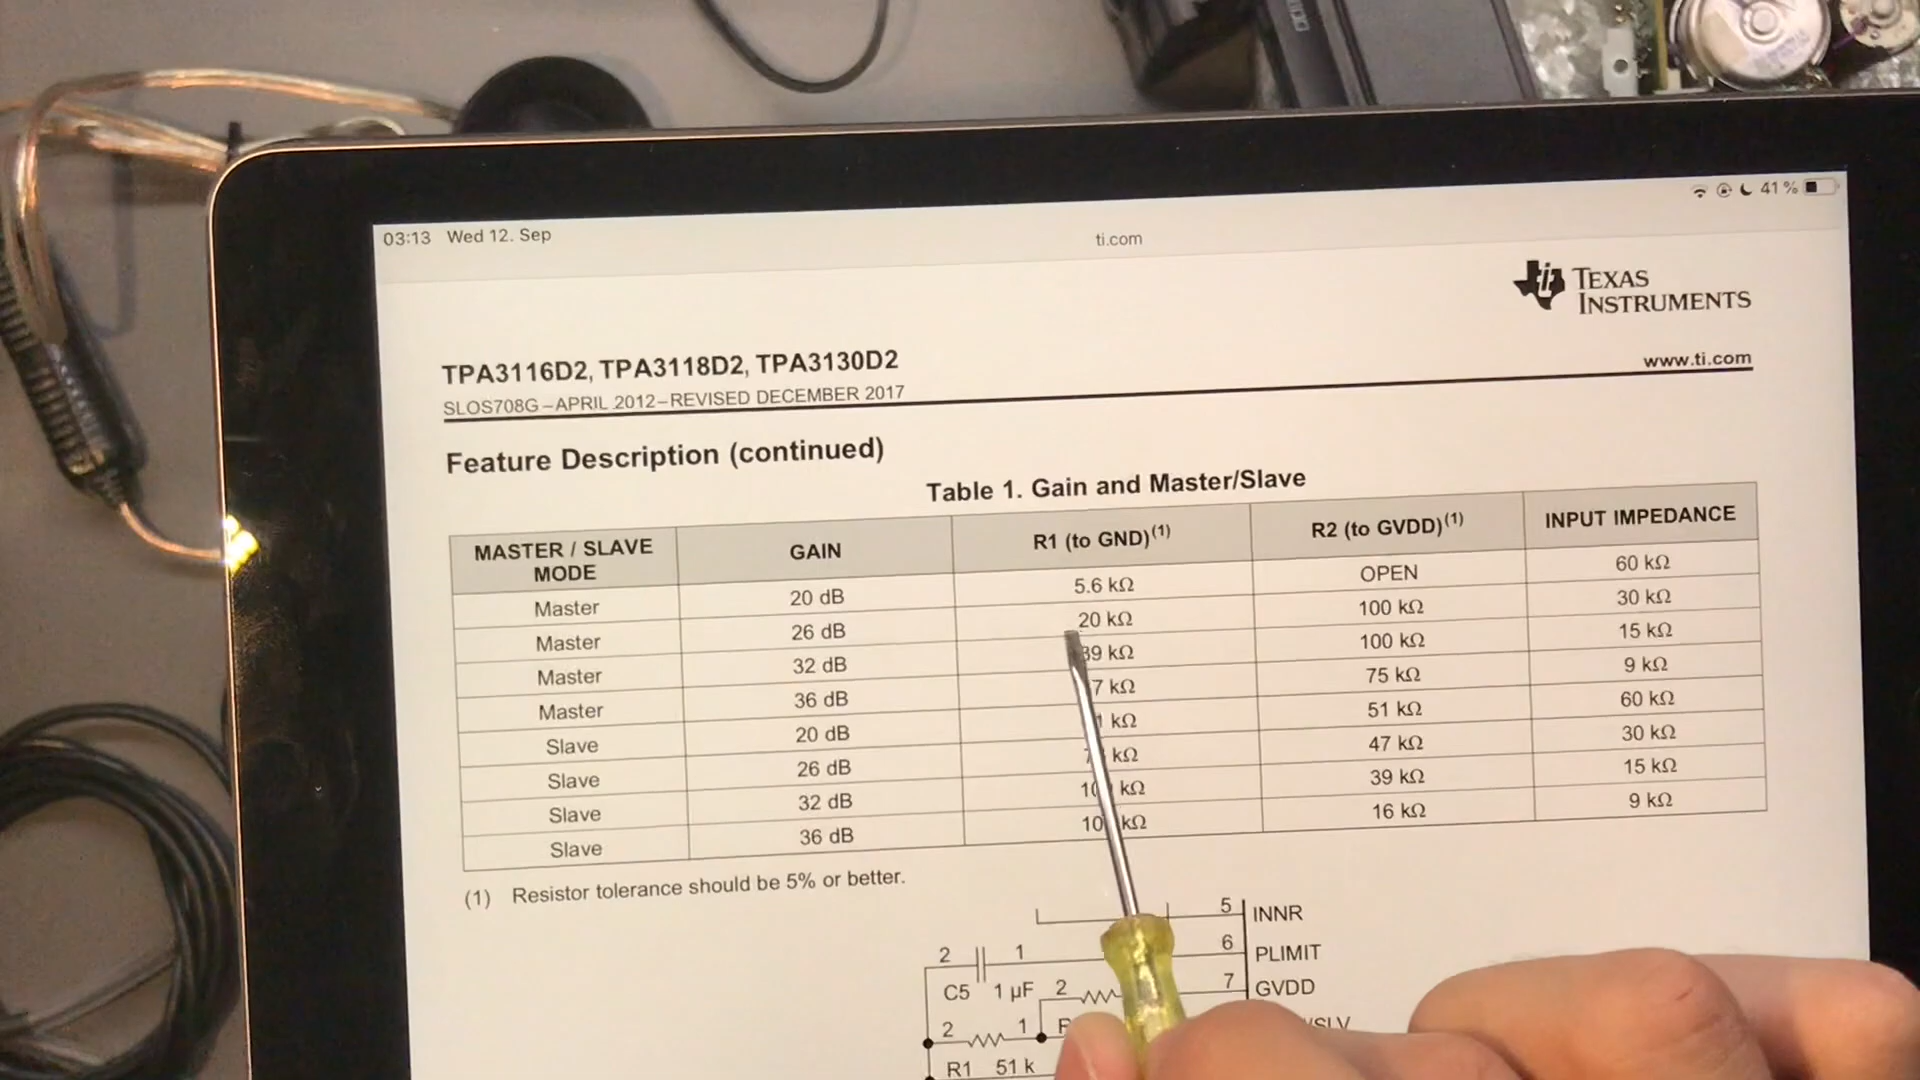 03:13 Wed 12. Sep
ti.com
41 %
TEXAS
INSTRUMENTS
TPA3116D2, TPA3118D2, TPA3130D2
www.ti.com
SLOS708G–APRIL 2012–REVISED DECEMBER 2017
Feature Description (continued)
Table 1. Gain and Master/Slave
MASTER / SLAVE MODE GAIN R1 (to GND)(1) R2 (to GVDD)(1) INPUT IMPEDANCE
Master 20 dB 5.6 kΩ OPEN 60 kΩ
Master 26 dB 20 kΩ 100 kΩ 30 kΩ
Master 32 dB 39 kΩ 100 kΩ 15 kΩ
Master 36 dB 7 kΩ 75 kΩ 9 kΩ
Slave 20 dB 1 kΩ 51 kΩ 60 kΩ
Slave 26 dB kΩ 47 kΩ 30 kΩ
Slave 32 dB kΩ 39 kΩ 15 kΩ
Slave 36 dB kΩ 16 kΩ 9 kΩ
(1) Resistor tolerance should be 5% or better.
5 INNR
2 1 6 PLIMIT
C5 1 µF 2 7 GVDD
2 1
R1 51 k